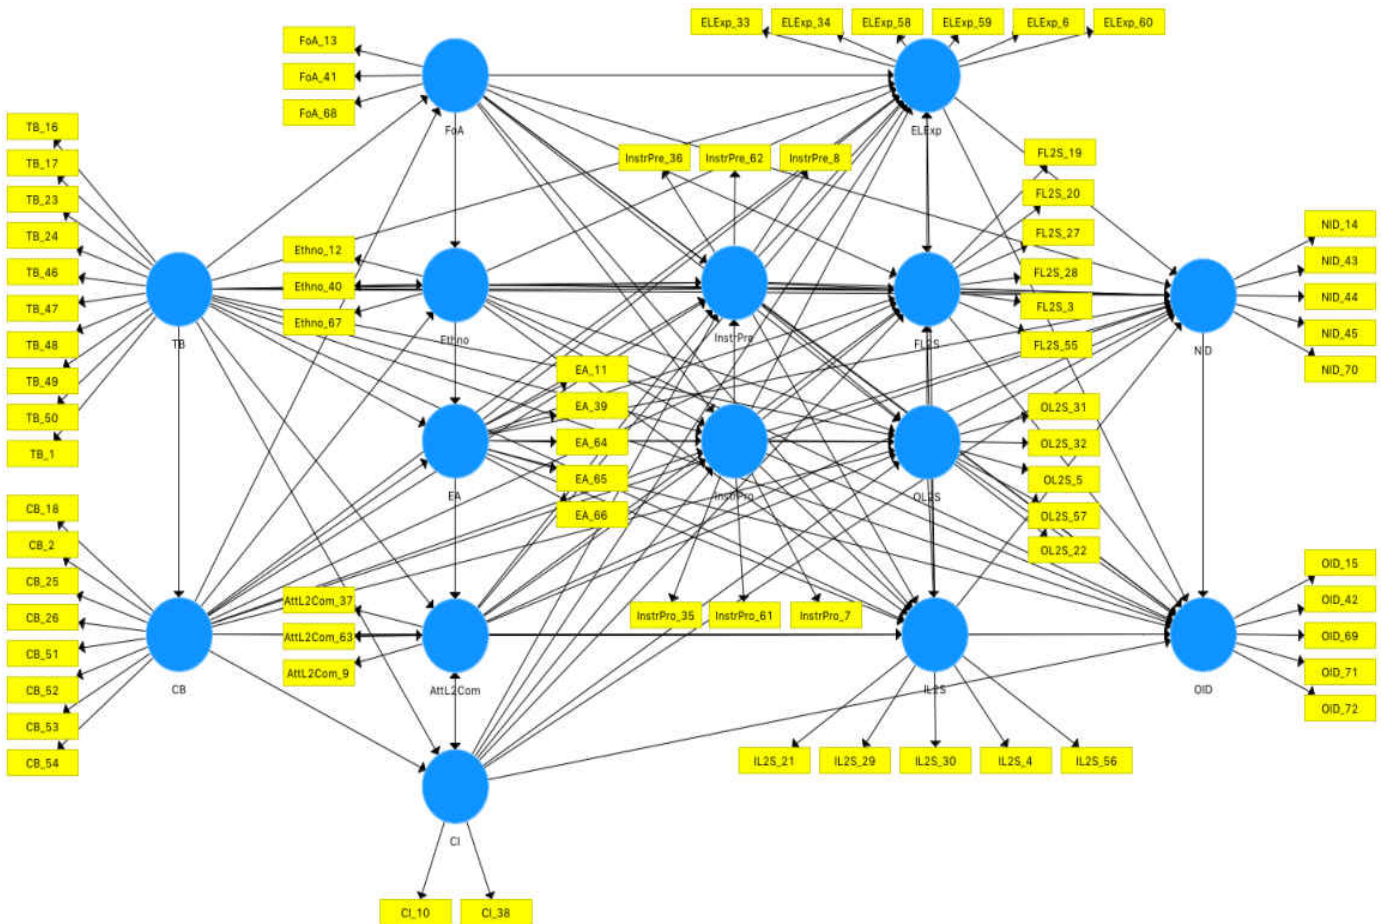 ELExp_33
ELExp_34
ELExp_58
ELExp_59
ELExp_6
ELExp_60
FoA_13
FoA_41
FoA_68
FoA
ELExp
TB_16
TB_17
TB_23
TB_24
TB_46
TB_47
TB_48
TB_49
TB_50
TB_1
TB
InstrPre_36
InstrPre_62
InstrPre_8
FL2S_19
FL2S_20
FL2S_27
FL2S_28
FL2S_3
FL2S_55
Ethno_12
Ethno_40
Ethno_67
Ethno
InstrPre
FL2S
NID_14
NID_43
NID_44
NID_45
NID_70
NID
EA_11
EA_39
EA_64
EA_65
EA_66
EA
InstrPro
OL2S
OL2S_31
OL2S_32
OL2S_5
OL2S_57
OL2S_22
CB_18
CB_2
CB_25
CB_26
CB_51
CB_52
CB_53
CB_54
CB
AttL2Com_37
AttL2Com_63
AttL2Com_9
AttL2Com
InstrPro_35
InstrPro_61
InstrPro_7
IL2S
OID_15
OID_42
OID_69
OID_71
OID_72
OID
IL2S_21
IL2S_29
IL2S_30
IL2S_4
IL2S_56
CI
CI_10
CI_38